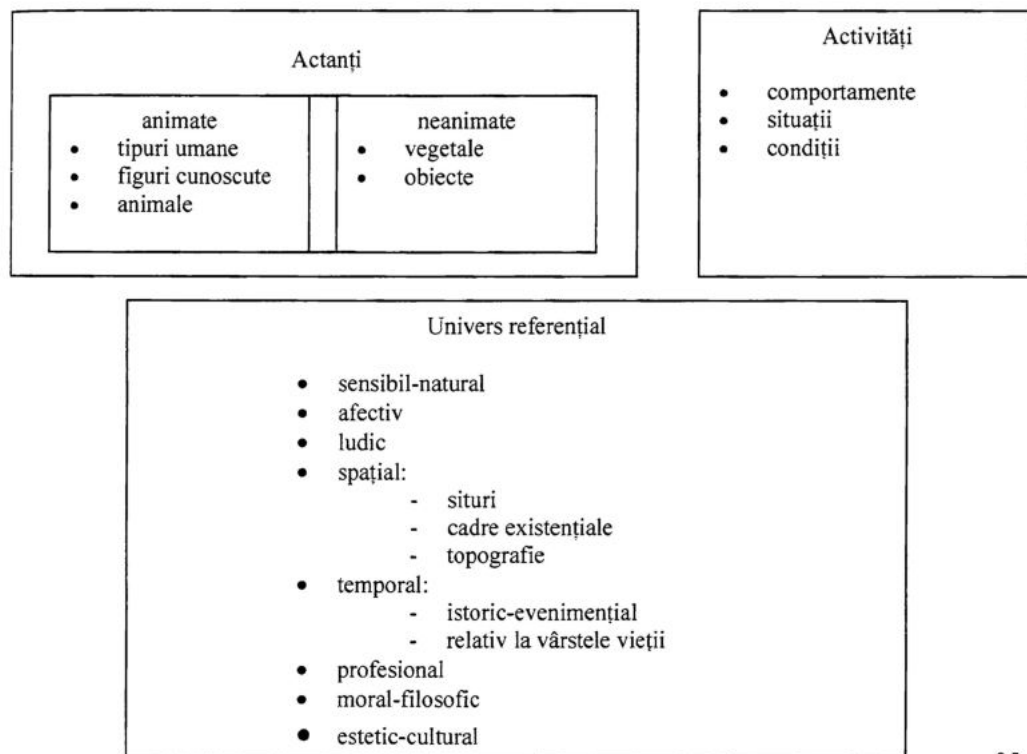 Actanți
animate
• tipuri umane
• figuri cunoscute
• animale
neanimate
• vegetale
• obiecte
Activități
• comportamente
• situații
• condiții
Univers referențial
• sensibil-natural
• afectiv
• ludic
• spațial:
- situri
- cadre existențiale
- topografie
• temporal:
- istoric-evenimențial
- relativ la vârstele vieții
• profesional
• moral-filosofic
• estetic-cultural